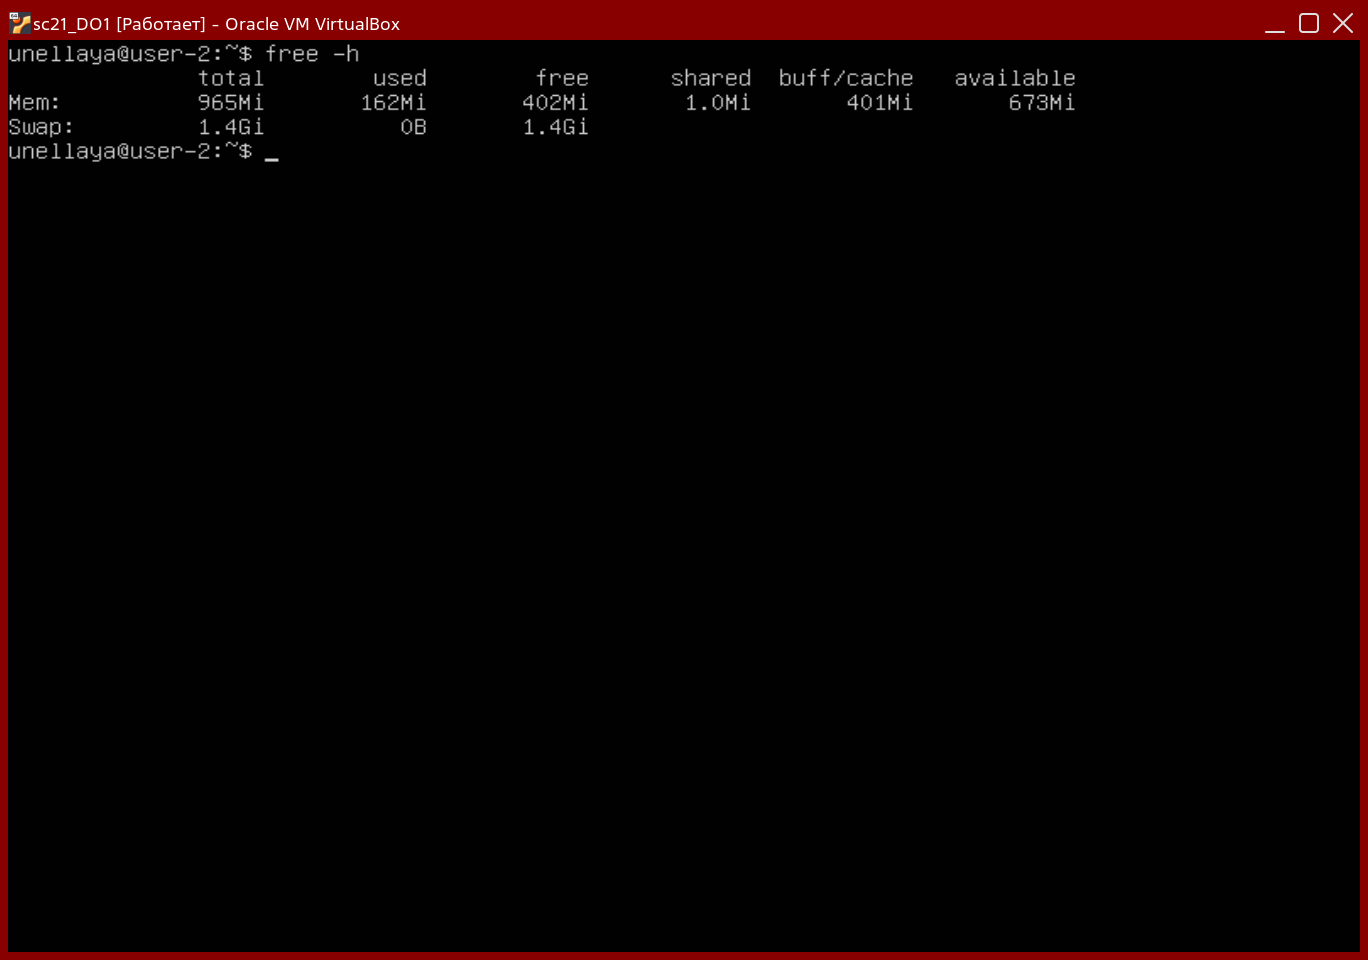 sc21_DO1 [Работает] - Oracle VM VirtualBox
unellaya@user-2:~$ free -h
              total        used        free      shared  buff/cache   available
Mem:          965Mi       162Mi       402Mi       1.0Mi       401Mi       673Mi
Swap:         1.4Gi          0B       1.4Gi
unellaya@user-2:~$ _